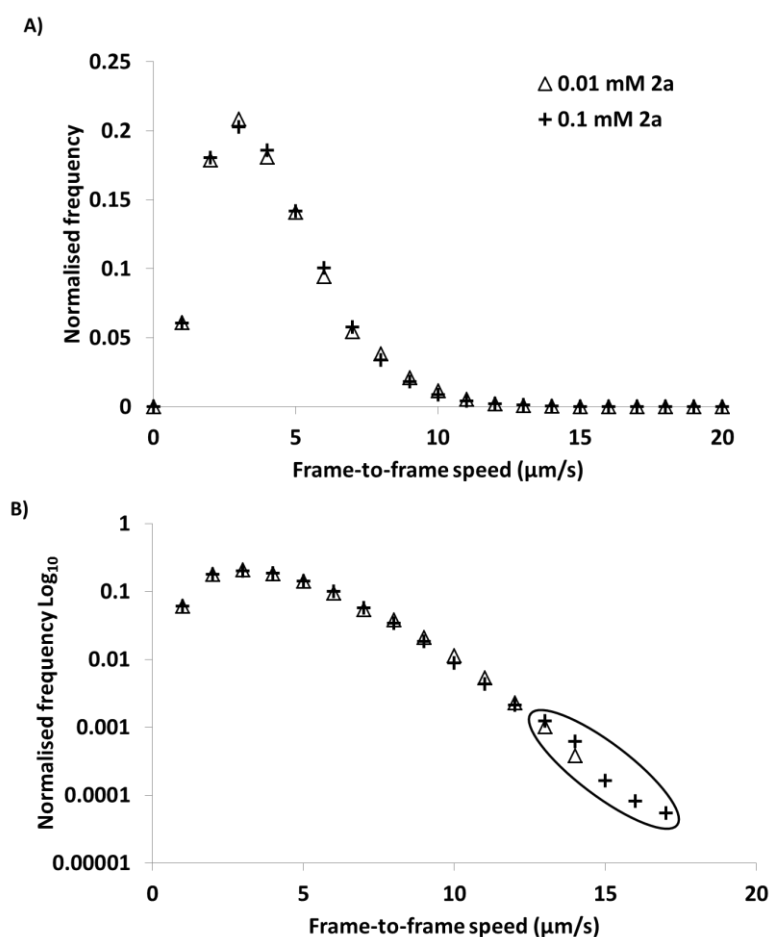 A)
0.25
0.2
0.15
0.1
0.05
0
Normalised frequency
△ 0.01 mM 2a
+ 0.1 mM 2a
0 5 10 15 20
Frame-to-frame speed (µm/s)
B)
1
0.1
0.01
0.001
0.0001
0.00001
Normalised frequency Log₁₀
0 5 10 15 20
Frame-to-frame speed (µm/s)